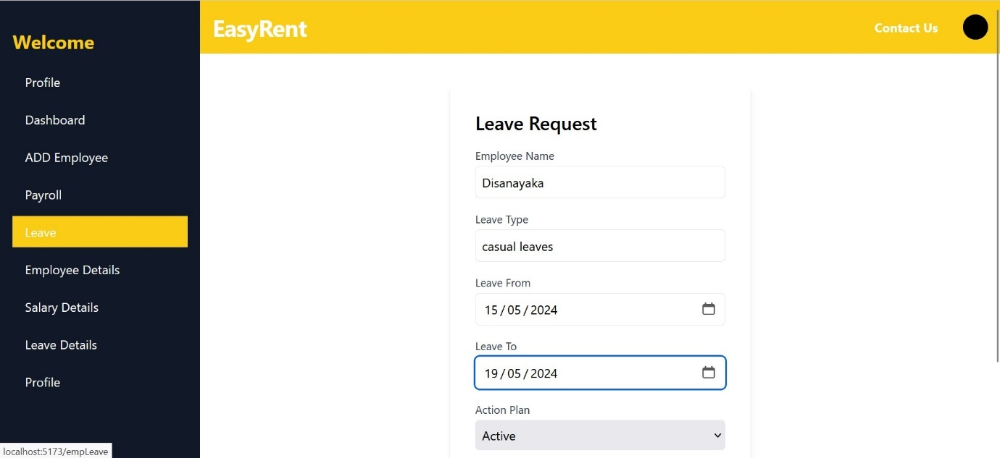 Welcome
Profile
Dashboard
ADD Employee
Payroll
Leave
Employee Details
Salary Details
Leave Details
Profile
localhost:5173/empLeave
EasyRent
Contact Us
Leave Request
Employee Name
Disanayaka
Leave Type
casual leaves
Leave From
15/05/2024
Leave To
19/05/2024
Action Plan
Active